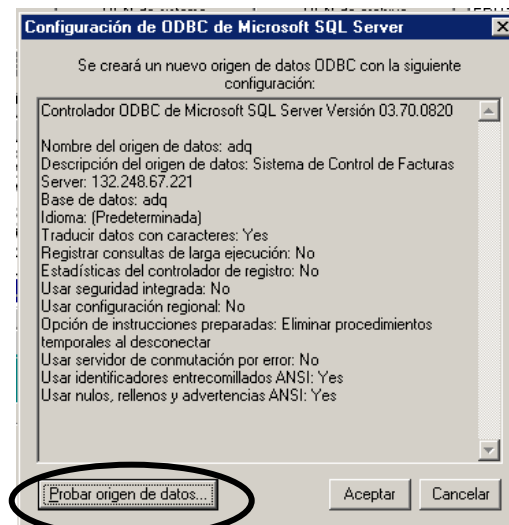 Configuración de ODBC de Microsoft SQL Server
Se creará un nuevo origen de datos ODBC con la siguiente
configuración:
Controlador ODBC de Microsoft SQL Server Versión 03.70.0820
Nombre del origen de datos: adq
Descripción del origen de datos: Sistema de Control de Facturas
Server: 132.248.67.221
Base de datos: adq
Idioma: (Predeterminada)
Traducir datos con caracteres: Yes
Registrar consultas de larga ejecución: No
Estadísticas del controlador de registro: No
Usar seguridad integrada: No
Usar configuración regional: No
Opción de instrucciones preparadas: Eliminar procedimientos
temporales al desconectar
Usar servidor de conmutación por error: No
Usar identificadores entrecomillados ANSI: Yes
Usar nulos, rellenos y advertencias ANSI: Yes
Probar origen de datos... Aceptar Cancelar